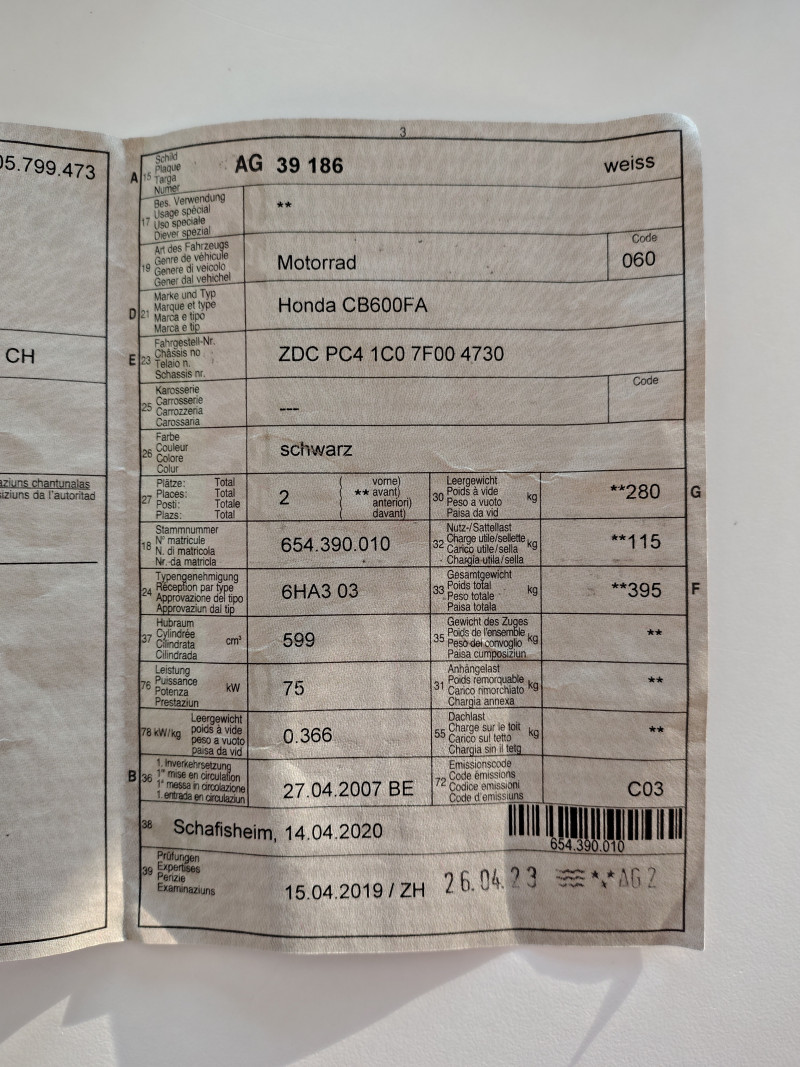 05.799.473
CH
aziuns chantunalas
siziuns da l'autoritad
3
A 15 Schild
Plaque
Targa
Numer
AG 39 186 weiss
17 Bes. Verwendung
Usage spécial
Uso speciale
Diever spezial
**
19 Art des Fahrzeugs
Genre de véhicule
Genere di veicolo
Gener dal vehichel
Motorrad
Code
060
D 21 Marke und Typ
Marque et type
Marca e tipo
Marca e tip
Honda CB600FA
E 23 Fahrgestell-Nr.
Châssis no
Telaio n.
Schassis nr.
ZDC PC4 1C0 7F00 4730
25 Karosserie
Carrosserie
Carrozzeria
Carossaria
---
Code
26 Farbe
Couleur
Colore
Colur
schwarz
27 Plätze: Total
Places: Total
Posti: Totale
Plazs: Total
2
( vorne)
( ** avant)
( anteriori)
( davant)
30 Leergewicht
Poids à vide
Peso a vuoto
Paisa da vid
kg
**280
G
18 Stammnummer
N° matricule
N. di matricola
Nr. da matricla
654.390.010
32 Nutz-/Sattellast
Charge utile/sellette
Carico utile/sella
Chargia utila/sella
kg
**115
24 Typengenehmigung
Réception par type
Approvazione del tipo
Approvaziun dal tip
6HA3 03
33 Gesamtgewicht
Poids total
Peso totale
Paisa totala
kg
**395
F
37 Hubraum
Cylindrée
Cilindrata
Cilindrada
cm³
599
35 Gewicht des Zuges
Poids de l'ensemble
Peso del convoglio
Paisa cumposiziun
kg
**
76 Leistung
Puissance
Potenza
Prestaziun
kW
75
31 Anhängelast
Poids remorquable
Carico rimorchiato
Chargia annexa
kg
**
78 kW/kg
Leergewicht
poids à vide
peso a vuoto
paisa da vid
0.366
55 Dachlast
Charge sur le toit
Carico sul tetto
Chargia sin il tetg
kg
**
B 36 1. Inverkehrsetzung
1re mise en circulation
1a messa in circolazione
1. entrada en circulaziun
27.04.2007 BE
72 Emissionscode
Code émissions
Codice emissioni
Code d'emissiuns
C03
38 Schafisheim, 14.04.2020
654.390.010
39 Prüfungen
Expertises
Perizie
Examinaziuns
15.04.2019 / ZH
26.04.23 AG 2